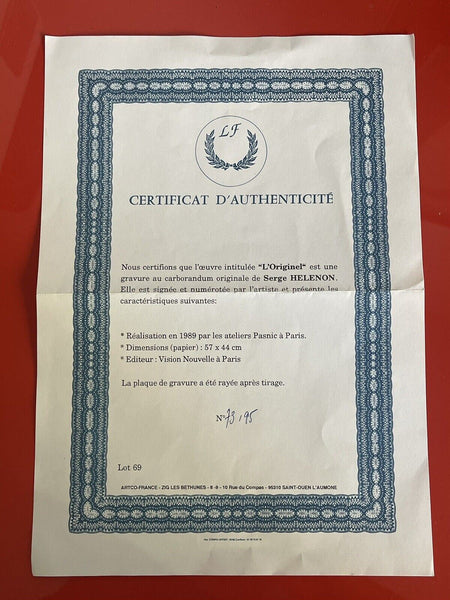 LF
CERTIFICAT D'AUTHENTICITÉ
Nous certifions que l'œuvre intitulée "L'Originel" est une
gravure au carborandum originale de Serge HELENON.
Elle est signée et numérotée par l'artiste et présente les
caractéristiques suivantes:
* Réalisation en 1989 par les ateliers Pasnic à Paris.
* Dimensions (papier) : 57 x 44 cm
* Editeur : Vision Nouvelle à Paris
La plaque de gravure a été rayée après tirage.
N° 73/95
Lot 69
ARTCO-FRANCE - ZIG LES BETHUNES - 8 -9 - 10 Rue du Compas - 95310 SAINT-OUEN L'AUMONE